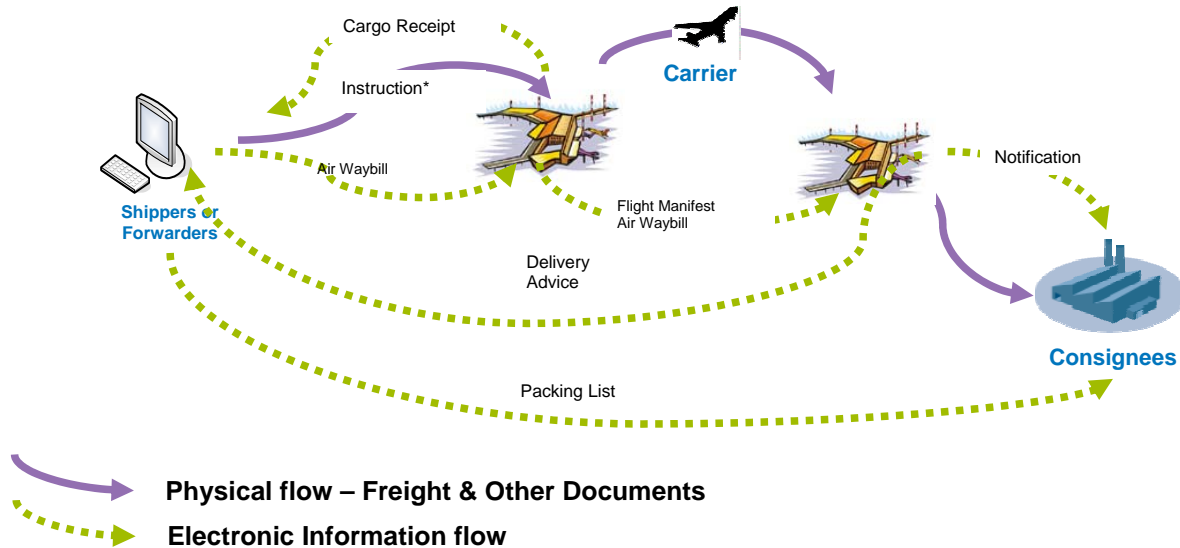 Cargo Receipt
Carrier
Instruction*
Notification
Air Waybill
Shippers or
Forwarders
Flight Manifest
Air Waybill
Delivery
Advice
Consignees
Packing List
Physical flow – Freight & Other Documents
Electronic Information flow